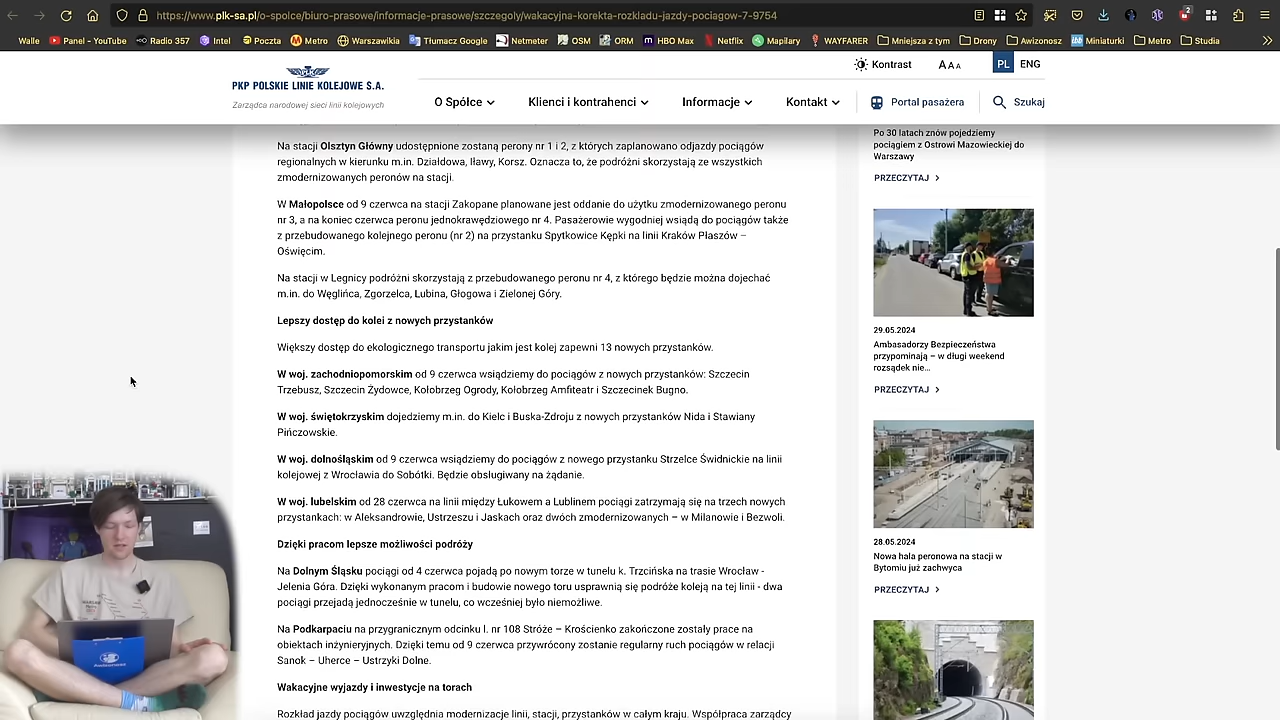 https://www.plk-sa.pl/o-spolce/biuro-prasowe/informacje-prasowe/szczegoly/wakacyjna-korekta-rozkladu-jazdy-pociagow-7-9754
2
Walle
Panel - YouTube
Radio 357
Intel
Poczta
Metro
Warszawikia
Tłumacz Google
Netmeter
OSM
ORM
HBO Max
Netflix
Mapilary
WAYFARER
Mniejsza z tym
Drony
Awizonosz
Miniaturki
Metro
Studia
Kontrast
A A A
PL
ENG
PKP POLSKIE LINIE KOLEJOWE S.A.
Zarządca narodowej sieci linii kolejowych
O Spółce
Klienci i kontrahenci
Informacje
Kontakt
Portal pasażera
Szukaj
Na stacji Olsztyn Główny udostępnione zostaną perony nr 1 i 2, z których zaplanowano odjazdy pociągów
regionalnych w kierunku m.in. Działdowa, Iławy, Korsz. Oznacza to, że podróżni skorzystają ze wszystkich
zmodernizowanych peronów na stacji.
W Małopolsce od 9 czerwca na stacji Zakopane planowane jest oddanie do użytku zmodernizowanego peronu
nr 3, a na koniec czerwca peronu jednokrawędziowego nr 4. Pasażerowie wygodniej wsiądą do pociągów także
z przebudowanego kolejnego peronu (nr 2) na przystanku Spytkowice Kępki na linii Kraków Płaszów –
Oświęcim.
Na stacji w Legnicy podróżni skorzystają z przebudowanego peronu nr 4, z którego będzie można dojechać
m.in. do Węglińca, Zgorzelca, Lubina, Głogowa i Zielonej Góry.
Lepszy dostęp do kolei z nowych przystanków
Większy dostęp do ekologicznego transportu jakim jest kolej zapewni 13 nowych przystanków.
W woj. zachodniopomorskim od 9 czerwca wsiądziemy do pociągów z nowych przystanków: Szczecin
Trzebusz, Szczecin Żydowce, Kołobrzeg Ogrody, Kołobrzeg Amfiteatr i Szczecinek Bugno.
W woj. świętokrzyskim dojedziemy m.in. do Kielc i Buska-Zdroju z nowych przystanków Nida i Stawiany
Pińczowskie.
W woj. dolnośląskim od 9 czerwca wsiądziemy do pociągów z nowego przystanku Strzelce Świdnickie na linii
kolejowej z Wrocławia do Sobótki. Będzie obsługiwany na żądanie.
W woj. lubelskim od 28 czerwca na linii między Łukowem a Lublinem pociągi zatrzymają się na trzech nowych
przystankach: w Aleksandrowie, Ustrzeszu i Jaskach oraz dwóch zmodernizowanych – w Milanowie i Bezwoli.
Dzięki pracom lepsze możliwości podróży
Na Dolnym Śląsku pociągi od 4 czerwca pojadą po nowym torze w tunelu k. Trzcińska na trasie Wrocław -
Jelenia Góra. Dzięki wykonanym pracom i budowie nowego toru usprawnią się podróże koleją na tej linii - dwa
pociągi przejadą jednocześnie w tunelu, co wcześniej było niemożliwe.
Na Podkarpaciu na przygranicznym odcinku l. nr 108 Stróże – Krościenko zakończone zostały prace na
obiektach inżynieryjnych. Dzięki temu od 9 czerwca przywrócony zostanie regularny ruch pociągów w relacji
Sanok – Uherce – Ustrzyki Dolne.
Wakacyjne wyjazdy i inwestycje na torach
Rozkład jazdy pociągów uwzględnia modernizacje linii, stacji, przystanków w całym kraju. Współpraca zarządcy
Po 30 latach znów pojedziemy
pociągiem z Ostrowi Mazowieckiej do
Warszawy
PRZECZYTAJ
29.05.2024
Ambasadorzy Bezpieczeństwa
przypominają – w długi weekend
rozsądek nie...
PRZECZYTAJ
28.05.2024
Nowa hala peronowa na stacji w
Bytomiu już zachwyca
PRZECZYTAJ